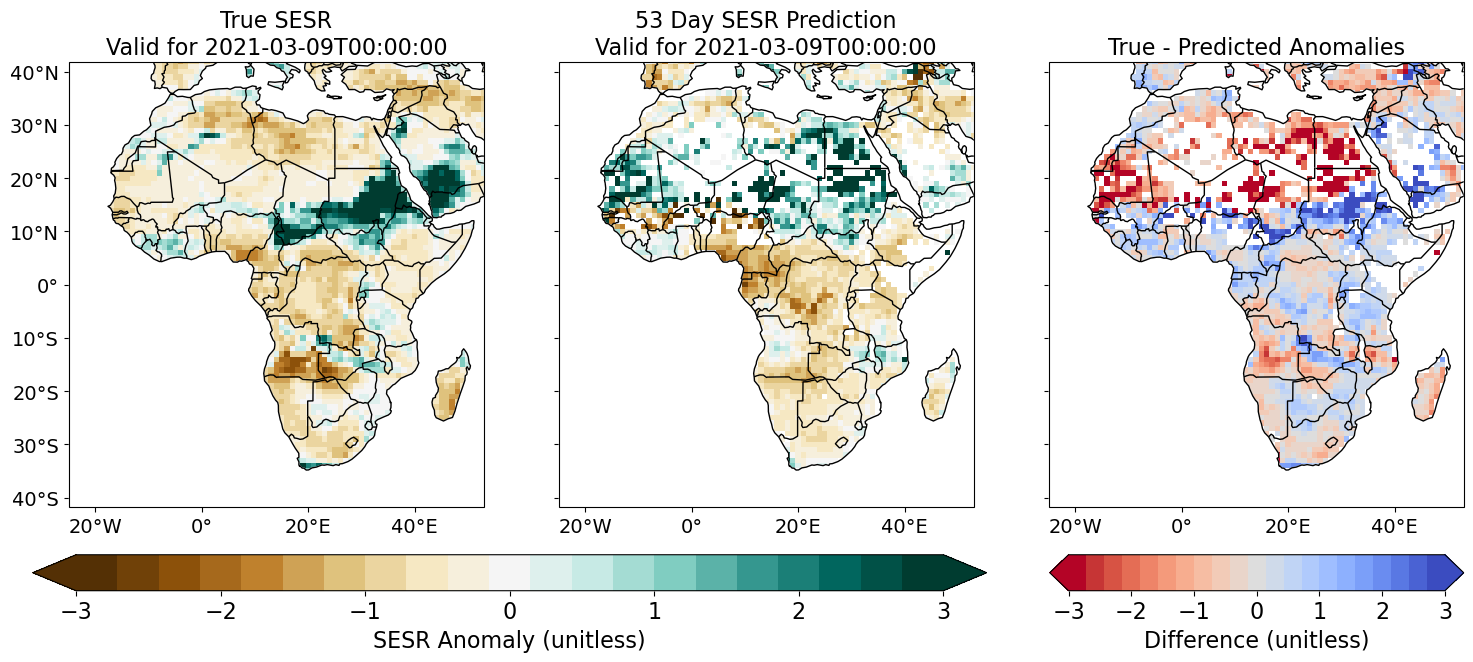 True SESR
Valid for 2021-03-09T00:00:00
53 Day SESR Prediction
Valid for 2021-03-09T00:00:00
True - Predicted Anomalies
40°N
30°N
20°N
10°N
0°
10°S
20°S
30°S
40°S
20°W 0° 20°E 40°E
20°W 0° 20°E 40°E
20°W 0° 20°E 40°E
−3 −2 −1 0 1 2 3
SESR Anomaly (unitless)
−3 −2 −1 0 1 2 3
Difference (unitless)